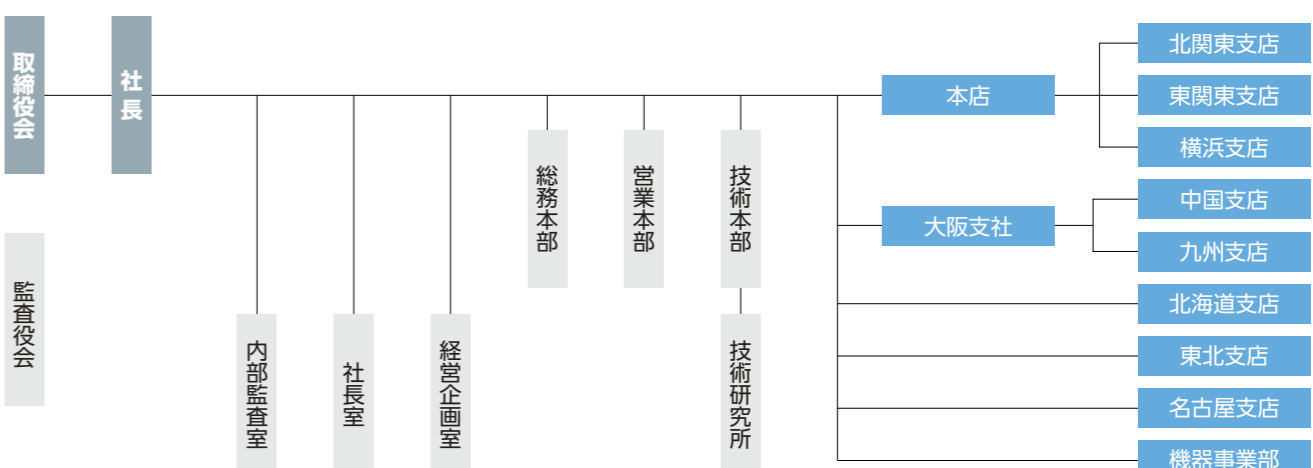 取締役会
社長
監査役会
内部監査室
社長室
経営企画室
総務本部
営業本部
技術本部
技術研究所
本店
北関東支店
東関東支店
横浜支店
大阪支社
中国支店
九州支店
北海道支店
東北支店
名古屋支店
機器事業部